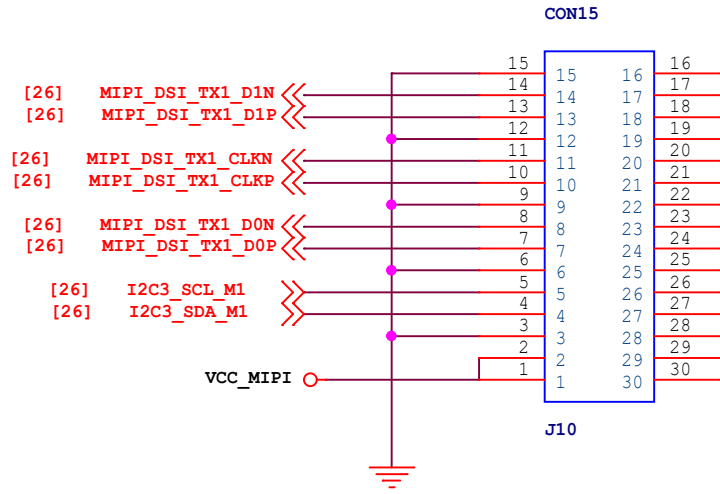 CON15
15 15 16 16
[26] MIPI_DSI_TX1_D1N 14 14 17 17
[26] MIPI_DSI_TX1_D1P 13 13 18 18
12 12 19 19
[26] MIPI_DSI_TX1_CLKN 11 11 20 20
[26] MIPI_DSI_TX1_CLKP 10 10 21 21
9 9 22 22
[26] MIPI_DSI_TX1_D0N 8 8 23 23
[26] MIPI_DSI_TX1_D0P 7 7 24 24
6 6 25 25
[26] I2C3_SCL_M1 5 5 26 26
[26] I2C3_SDA_M1 4 4 27 27
3 3 28 28
2 2 29 29
VCC_MIPI 1 1 30 30
J10